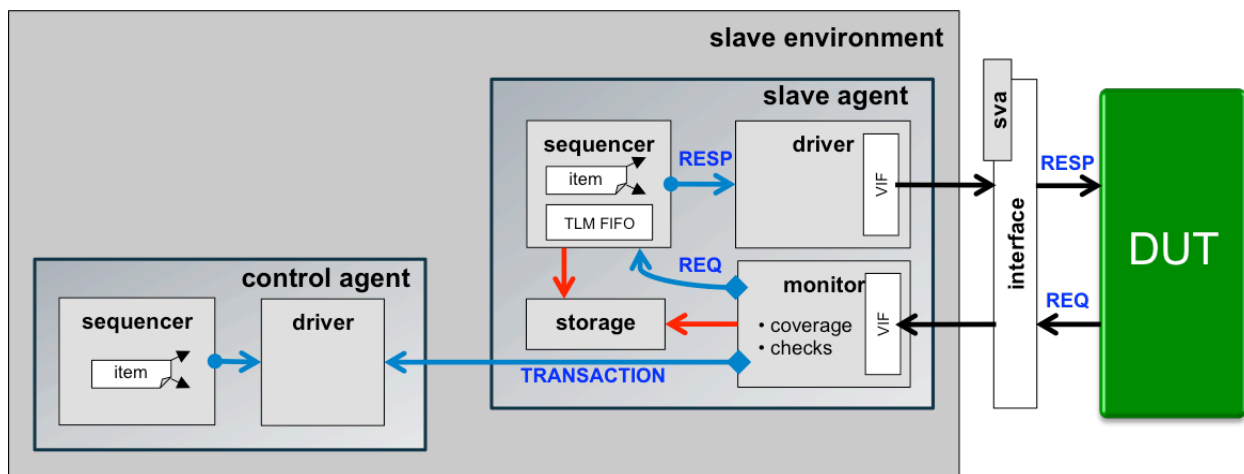 slave environment
slave agent
sequencer
item
TLM FIFO
RESP
driver
VIF
sva
interface
RESP
DUT
REQ
REQ
monitor
• coverage
• checks
VIF
storage
TRANSACTION
control agent
sequencer
item
driver